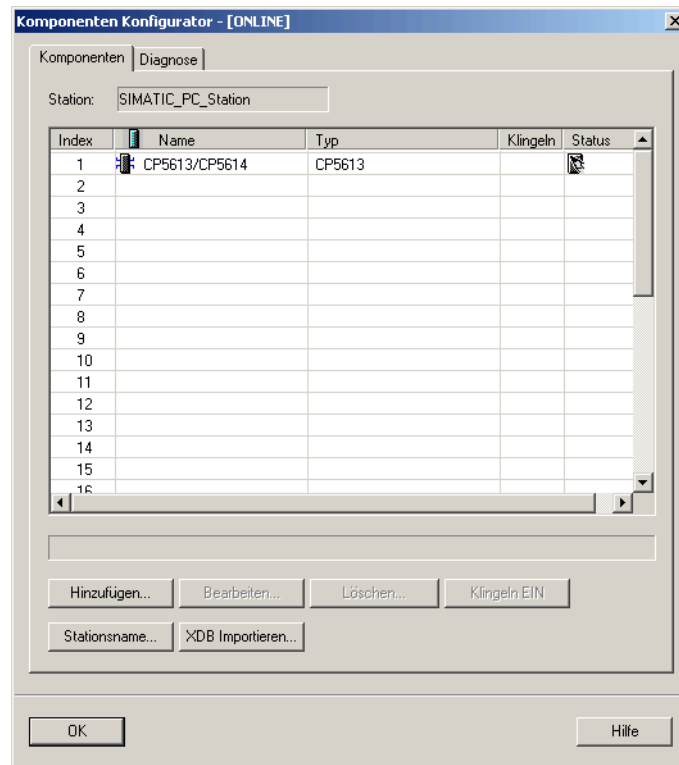 Komponenten Konfigurator - [ONLINE]
Komponenten Diagnose
Station: SIMATIC_PC_Station
Index Name Typ Klingeln Status
1 CP5613/CP5614 CP5613
2
3
4
5
6
7
8
9
10
11
12
13
14
15
16
Hinzufügen... Bearbeiten... Löschen... Klingeln EIN
Stationsname... XDB Importieren...
OK Hilfe